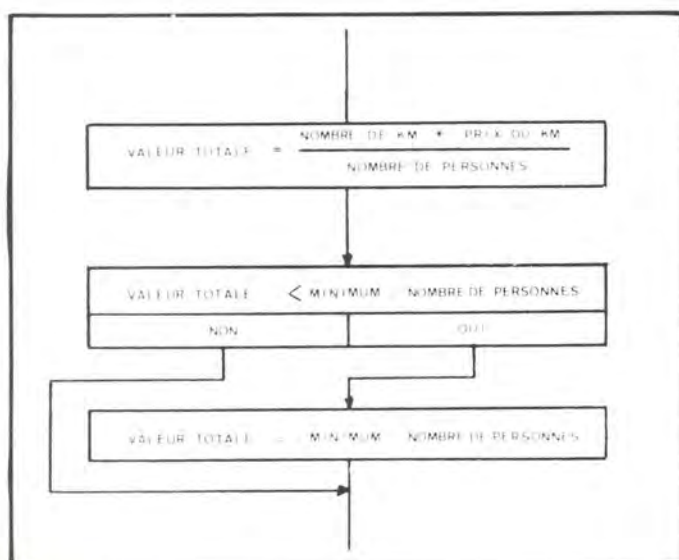 VALEUR TOTALE = NOMBRE DE KM * PRIX DU KM
NOMBRE DE PERSONNES
VALEUR TOTALE < MINIMUM NOMBRE DE PERSONNES
NON OUI
VALEUR TOTALE = MINIMUM NOMBRE DE PERSONNES